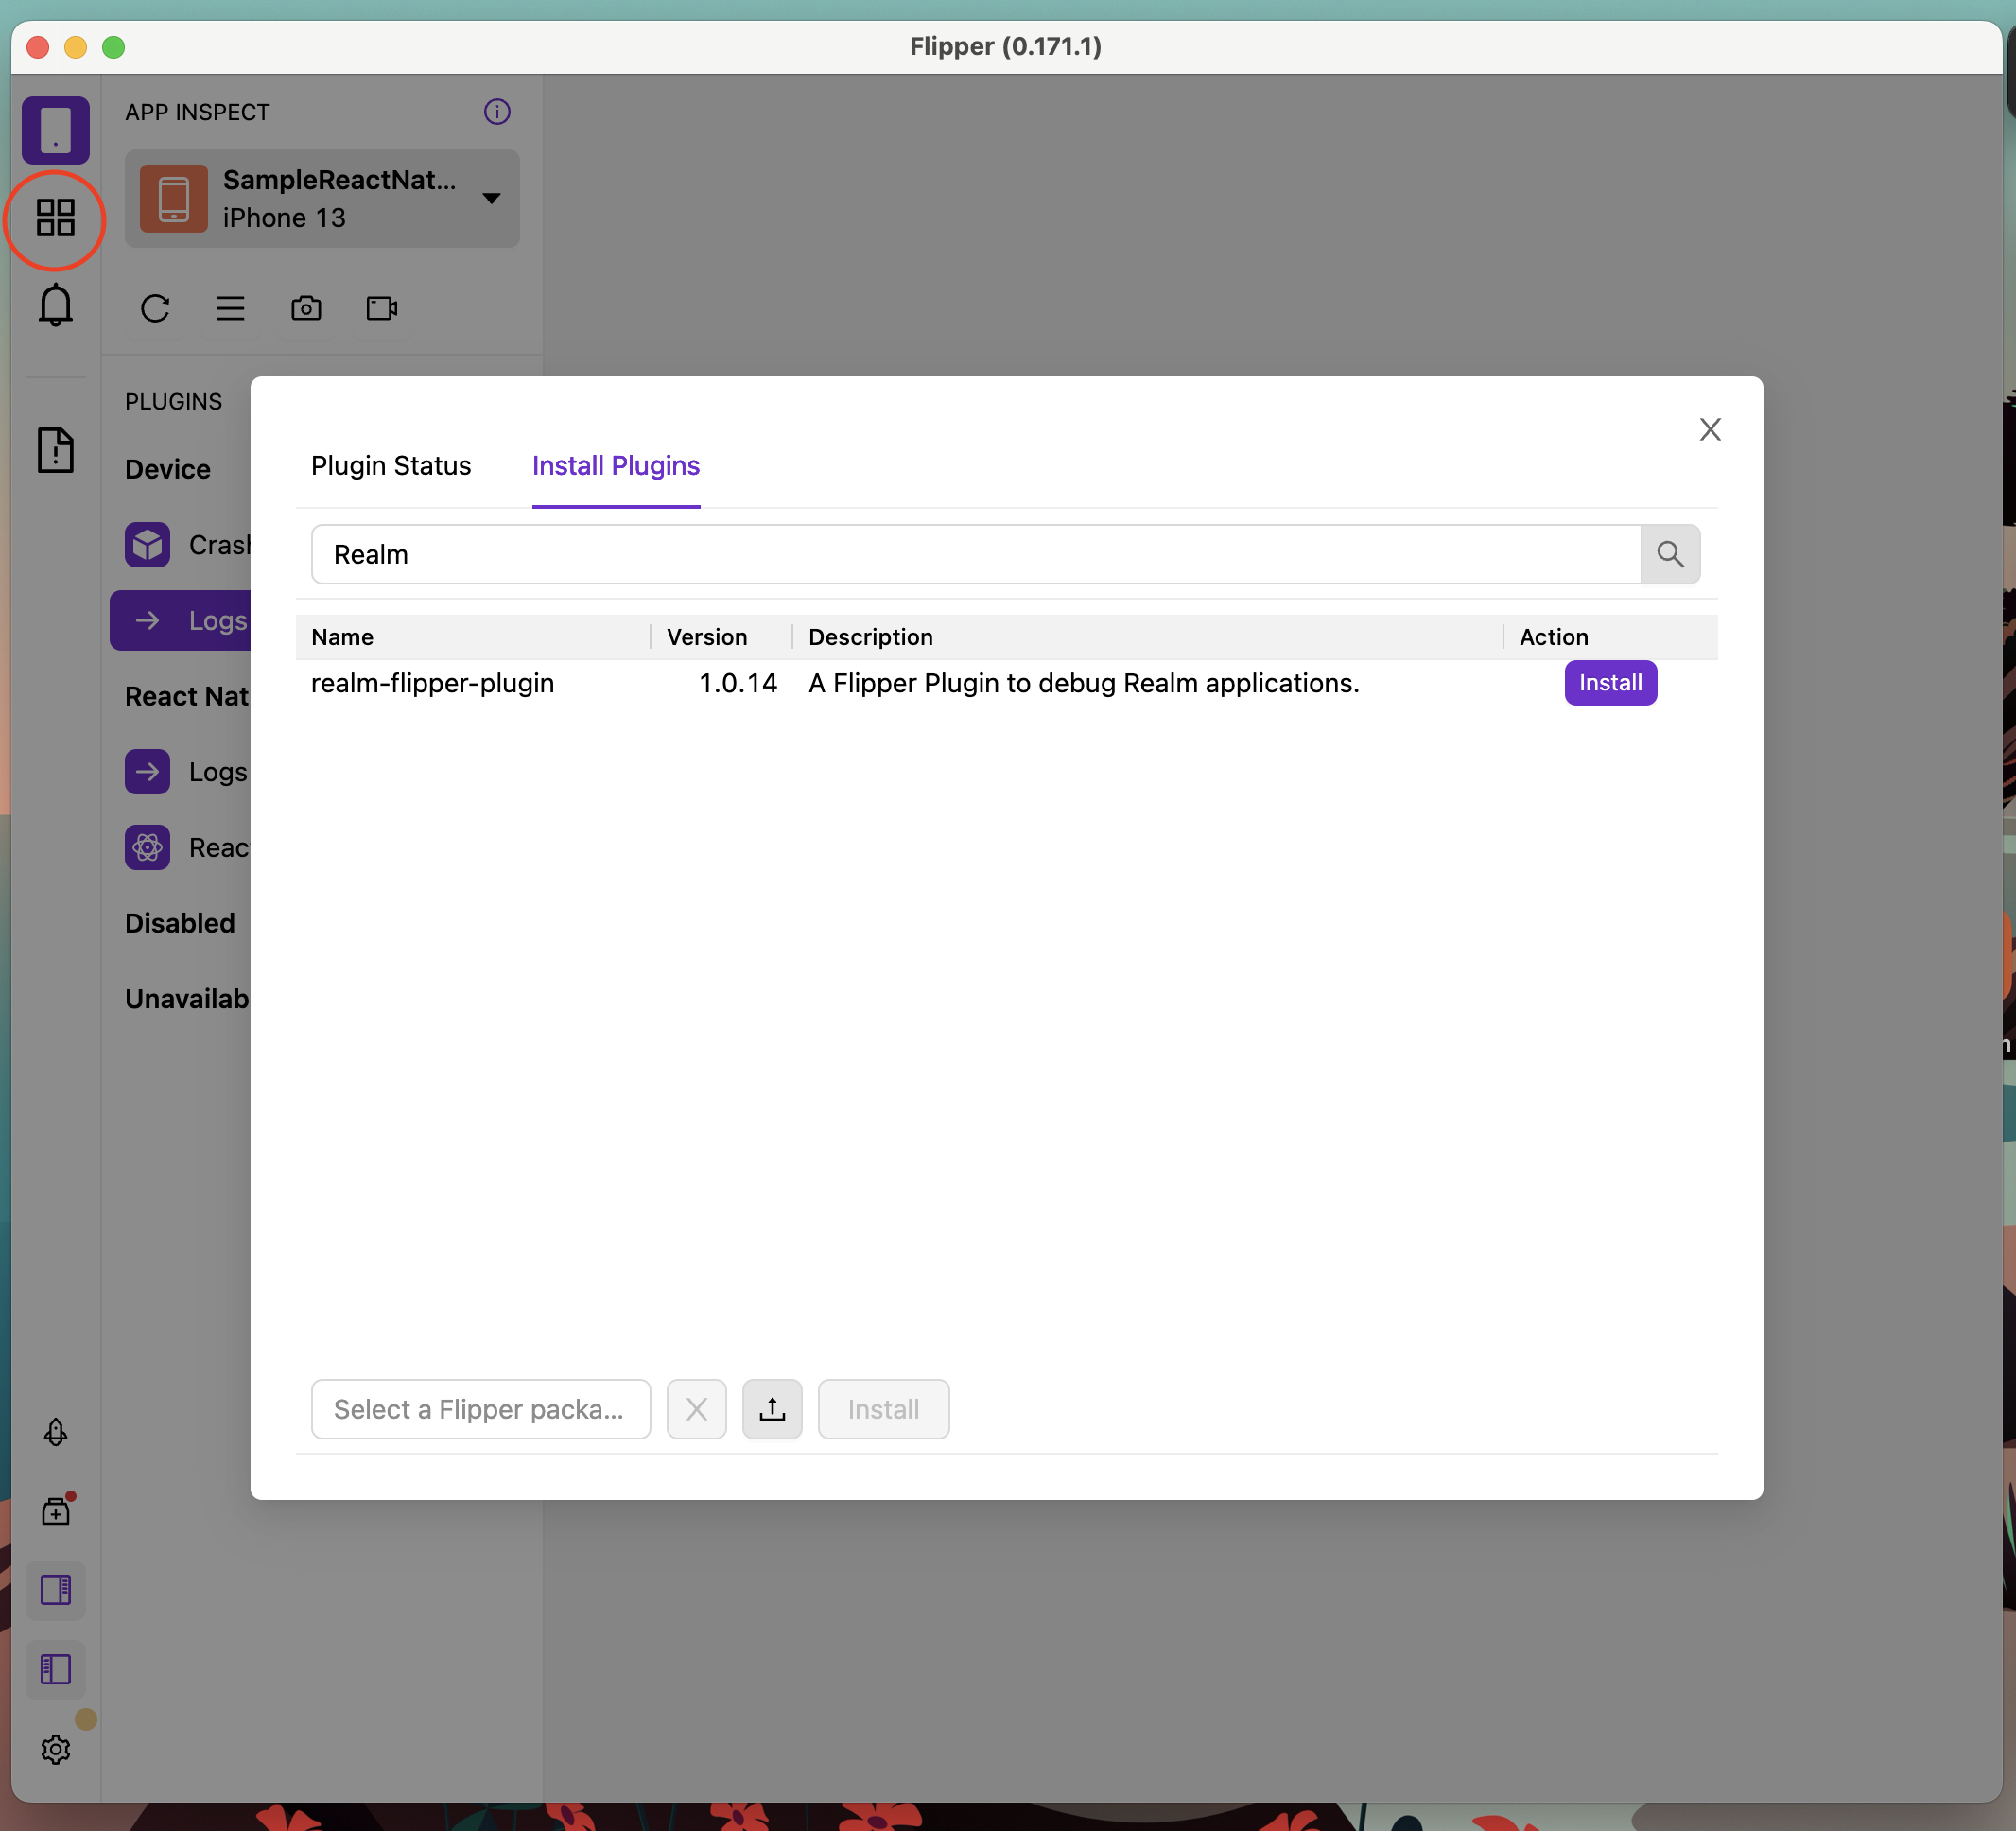 Flipper (0.171.1)
APP INSPECT
SampleReactNat...
iPhone 13
PLUGINS
Device
Crash
Logs
React Nat
Logs
Reac
Disabled
Unavailab
Plugin Status
Install Plugins
Realm
Name
Version
Description
Action
realm-flipper-plugin
1.0.14
A Flipper Plugin to debug Realm applications.
Install
Select a Flipper packa...
Install